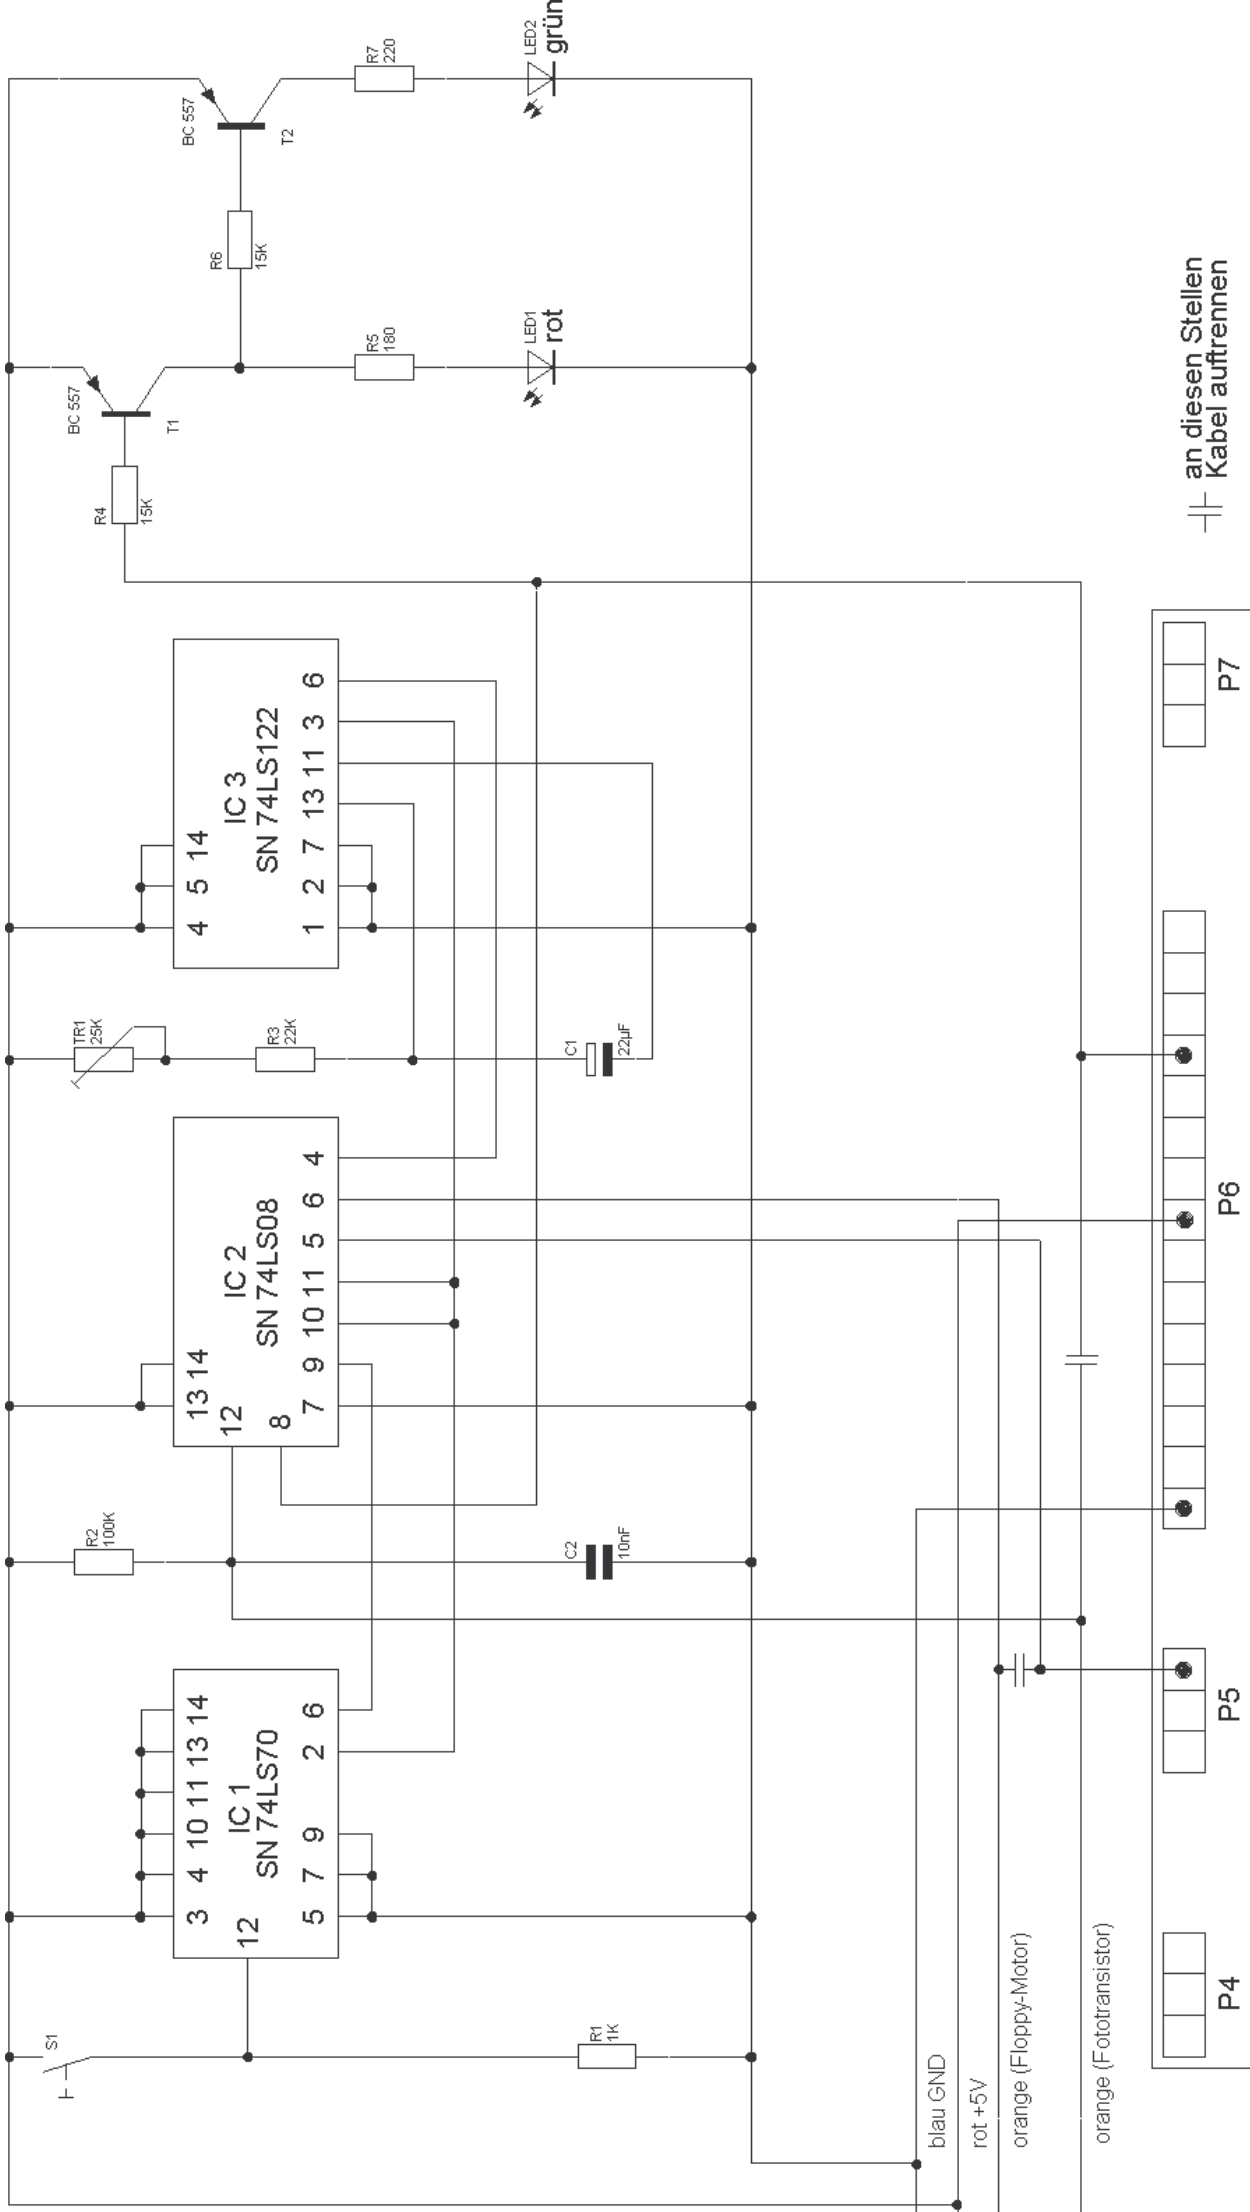 S1
R1
1K
3 4 10 11 13 14
12
IC 1
SN 74LS70
5 7 9 2 6
R2
100K
C2
10nF
13 14
12
8
IC 2
SN 74LS08
7 9 10 11 5 6 4
TR1
25K
R3
22K
C1
22µF
4 5 14
IC 3
SN 74LS122
1 2 7 13 11 3 6
R4
15K
BC 557
T1
R5
180
LED1
rot
R6
15K
BC 557
T2
R7
220
LED2
grün
blau GND
rot +5V
orange (Floppy-Motor)
orange (Fototransistor)
P4
P5
P6
P7
an diesen Stellen
Kabel auftrennen